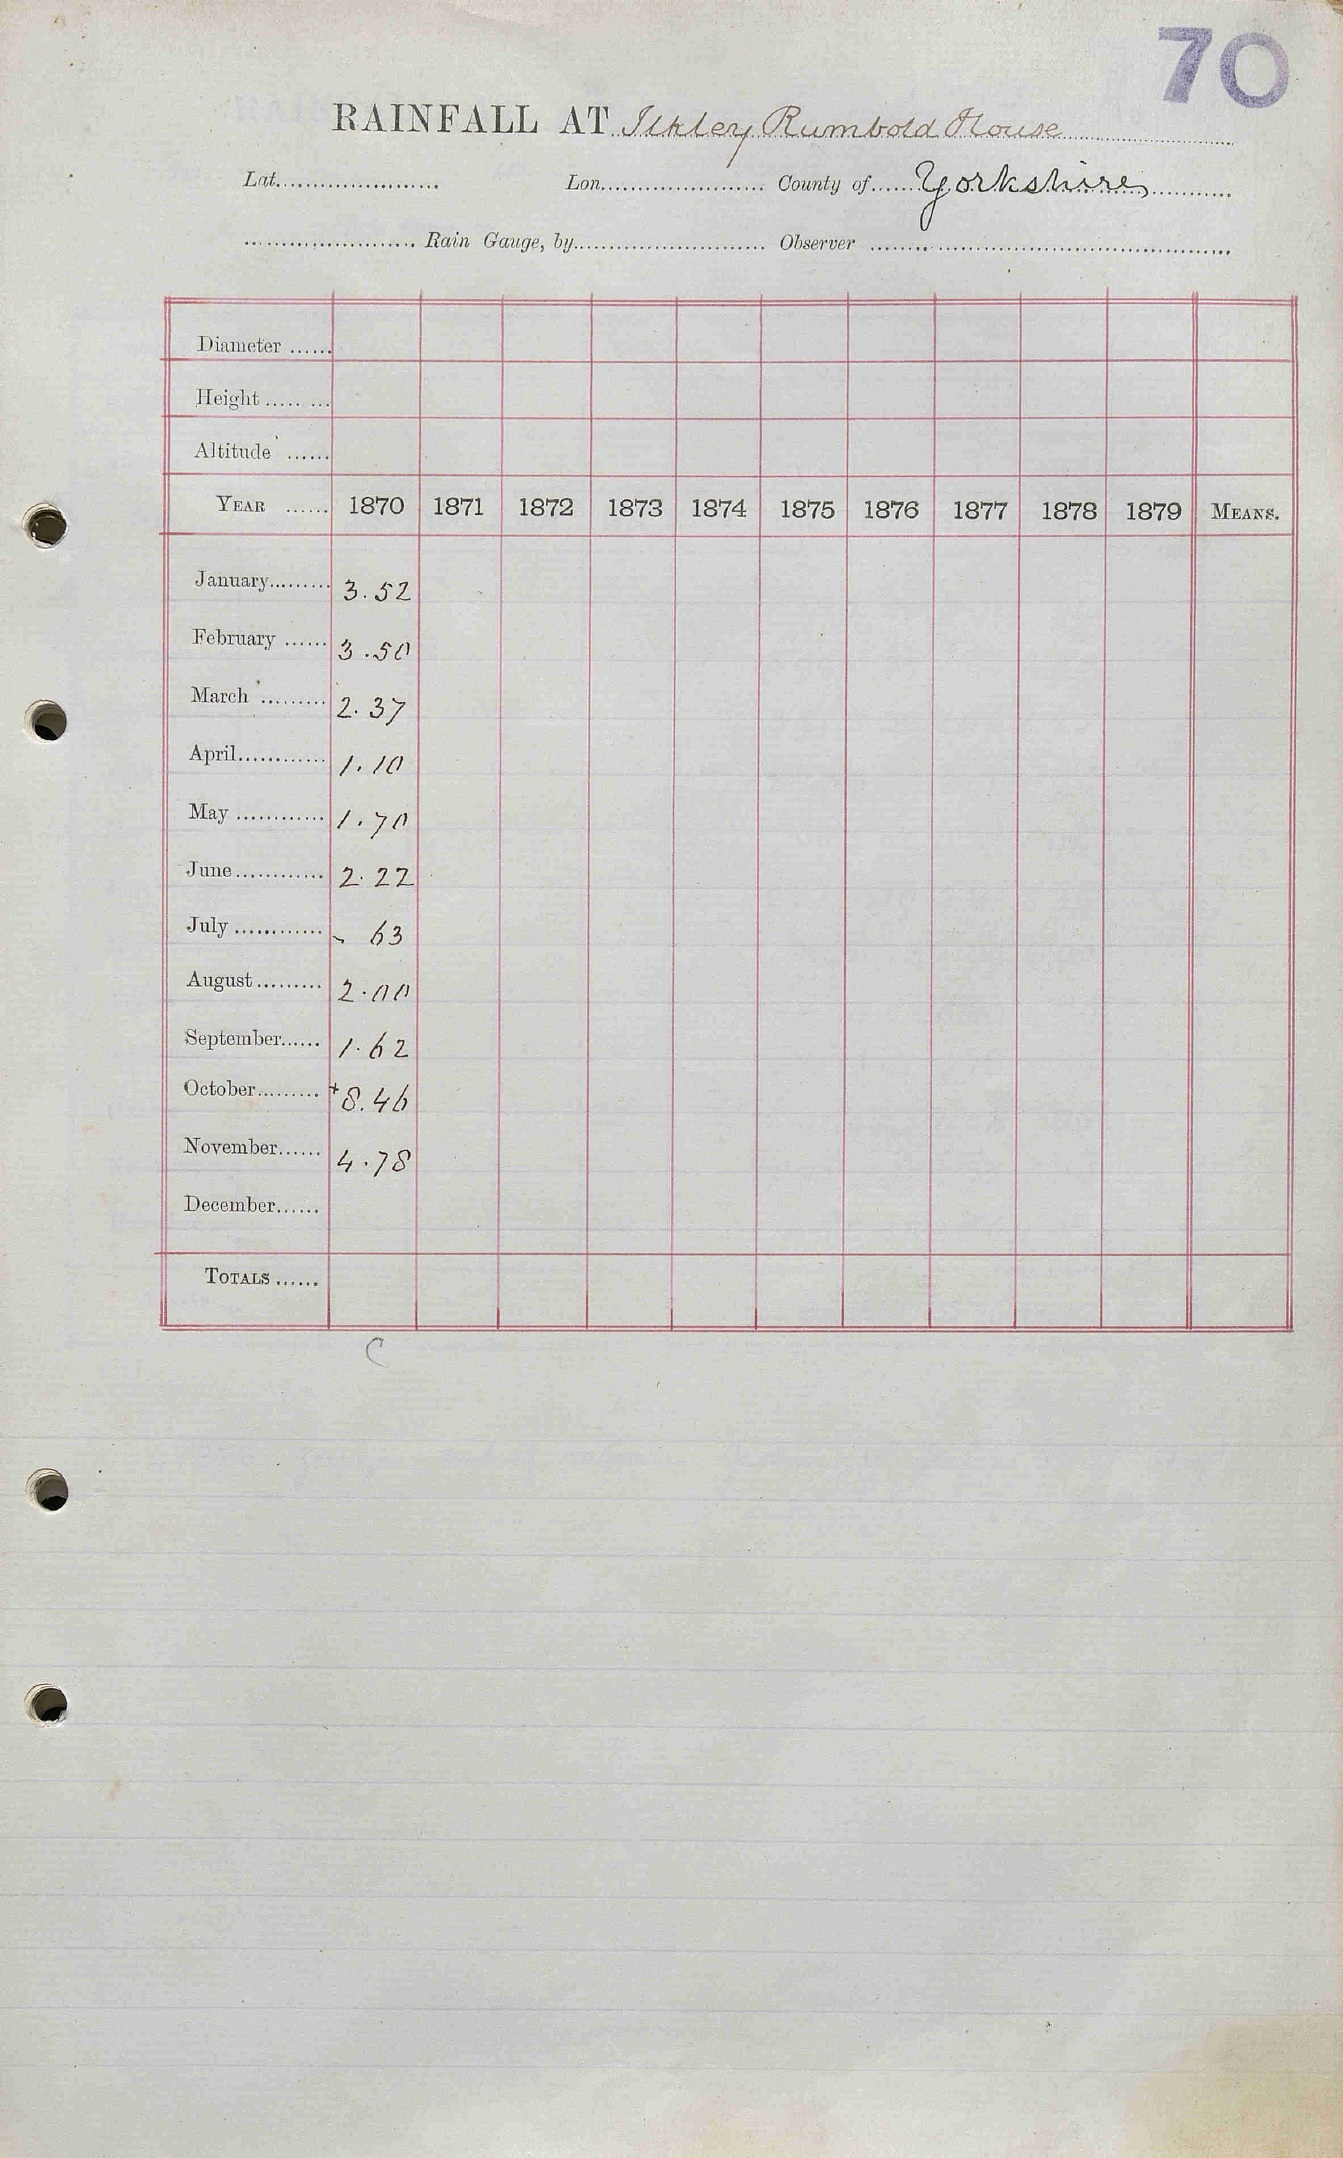 70
RAINFALL AT Ilkley Rumbold House
Lat. Lon. County of Yorkshire
Rain Gauge, by Observer
Diameter
Height
Altitude
YEAR 1870 1871 1872 1873 1874 1875 1876 1877 1878 1879 MEANS.
January 3.52
February 3.50
March 2.37
April 1.10
May 1.70
June 2.22
July - 63
August 2.00
September 1.62
October +8.46
November 4.78
December
TOTALS
C